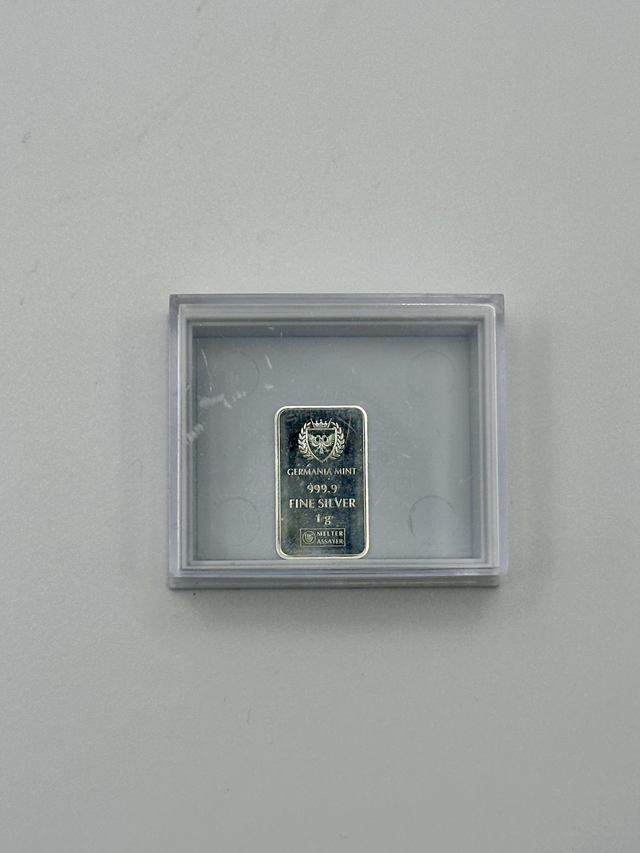 GERMANIA MINT
999.9
FINE SILVER
1 g
MELTER
ASSAYER